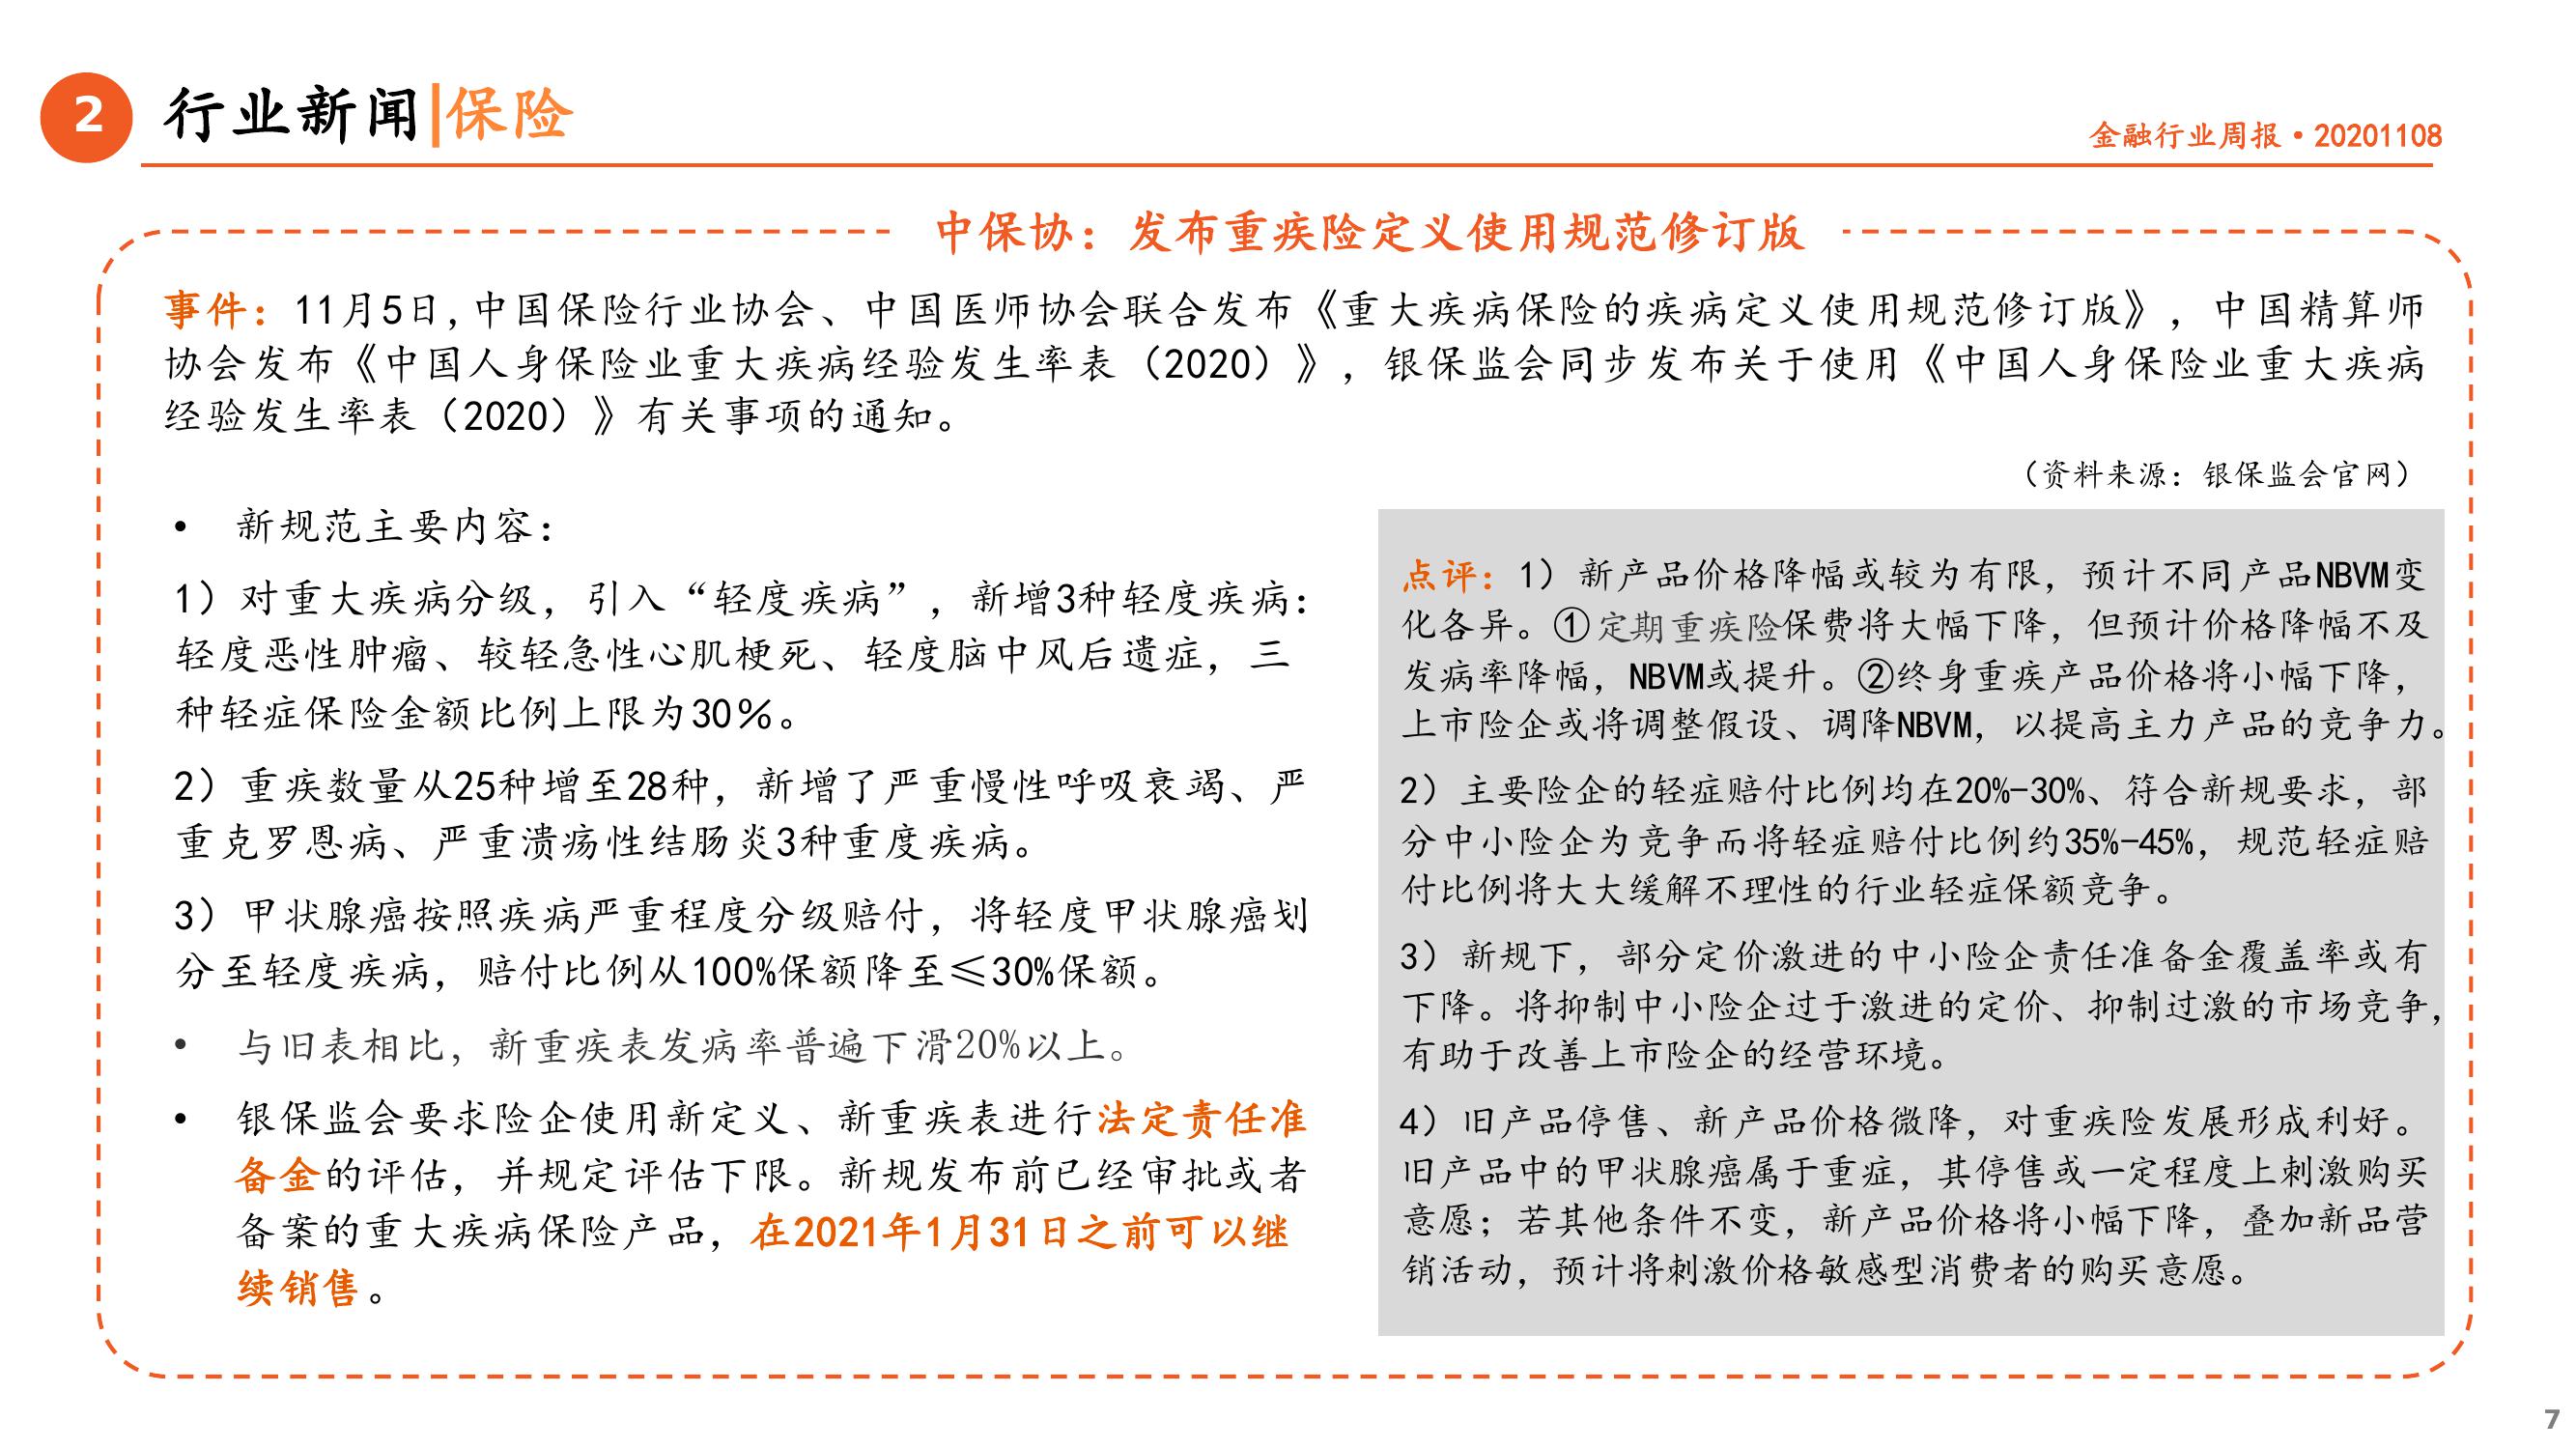 2
行业新闻|保险
金融行业周报•20201108
中保协：发布重疾险定义使用规范修订版
事件：11月5日,中国保险行业协会、中国医师协会联合发布《重大疾病保险的疾病定义使用规范修订版》，中国精算师
协会发布《中国人身保险业重大疾病经验发生率表（2020）》，银保监会同步发布关于使用《中国人身保险业重大疾病
经验发生率表（2020）》有关事项的通知。
（资料来源：银保监会官网）
• 新规范主要内容：
1）对重大疾病分级，引入“轻度疾病”，新增3种轻度疾病：
轻度恶性肿瘤、较轻急性心肌梗死、轻度脑中风后遗症，三
种轻症保险金额比例上限为30%。
2）重疾数量从25种增至28种，新增了严重慢性呼吸衰竭、严
重克罗恩病、严重溃疡性结肠炎3种重度疾病。
3）甲状腺癌按照疾病严重程度分级赔付，将轻度甲状腺癌划
分至轻度疾病，赔付比例从100%保额降至≤30%保额。
• 与旧表相比，新重疾表发病率普遍下滑20%以上。
• 银保监会要求险企使用新定义、新重疾表进行法定责任准
备金的评估，并规定评估下限。新规发布前已经审批或者
备案的重大疾病保险产品，在2021年1月31日之前可以继
续销售。
点评：1）新产品价格降幅或较为有限，预计不同产品NBVM变
化各异。①定期重疾险保费将大幅下降，但预计价格降幅不及
发病率降幅，NBVM或提升。②终身重疾产品价格将小幅下降，
上市险企或将调整假设、调降NBVM，以提高主力产品的竞争力。
2）主要险企的轻症赔付比例均在20%-30%、符合新规要求，部
分中小险企为竞争而将轻症赔付比例约35%-45%，规范轻症赔
付比例将大大缓解不理性的行业轻症保额竞争。
3）新规下，部分定价激进的中小险企责任准备金覆盖率或有
下降。将抑制中小险企过于激进的定价、抑制过激的市场竞争，
有助于改善上市险企的经营环境。
4）旧产品停售、新产品价格微降，对重疾险发展形成利好。
旧产品中的甲状腺癌属于重症，其停售或一定程度上刺激购买
意愿；若其他条件不变，新产品价格将小幅下降，叠加新品营
销活动，预计将刺激价格敏感型消费者的购买意愿。
7